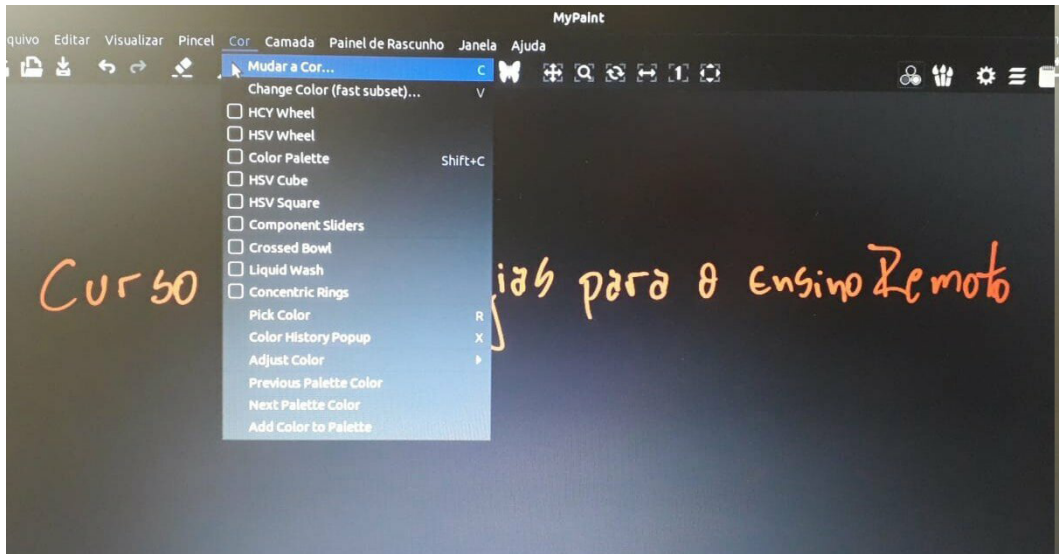 MyPaint
quivo Editar Visualizar Pincel Cor Camada Painel de Rascunho Janela Ajuda
Mudar a Cor... C
Change Color (fast subset)... V
HCY Wheel
HSV Wheel
Color Palette Shift+C
HSV Cube
HSV Square
Component Sliders
Crossed Bowl
Liquid Wash
Concentric Rings
Pick Color R
Color History Popup X
Adjust Color
Previous Palette Color
Next Palette Color
Add Color to Palette
Curso gias para o Ensino Remoto